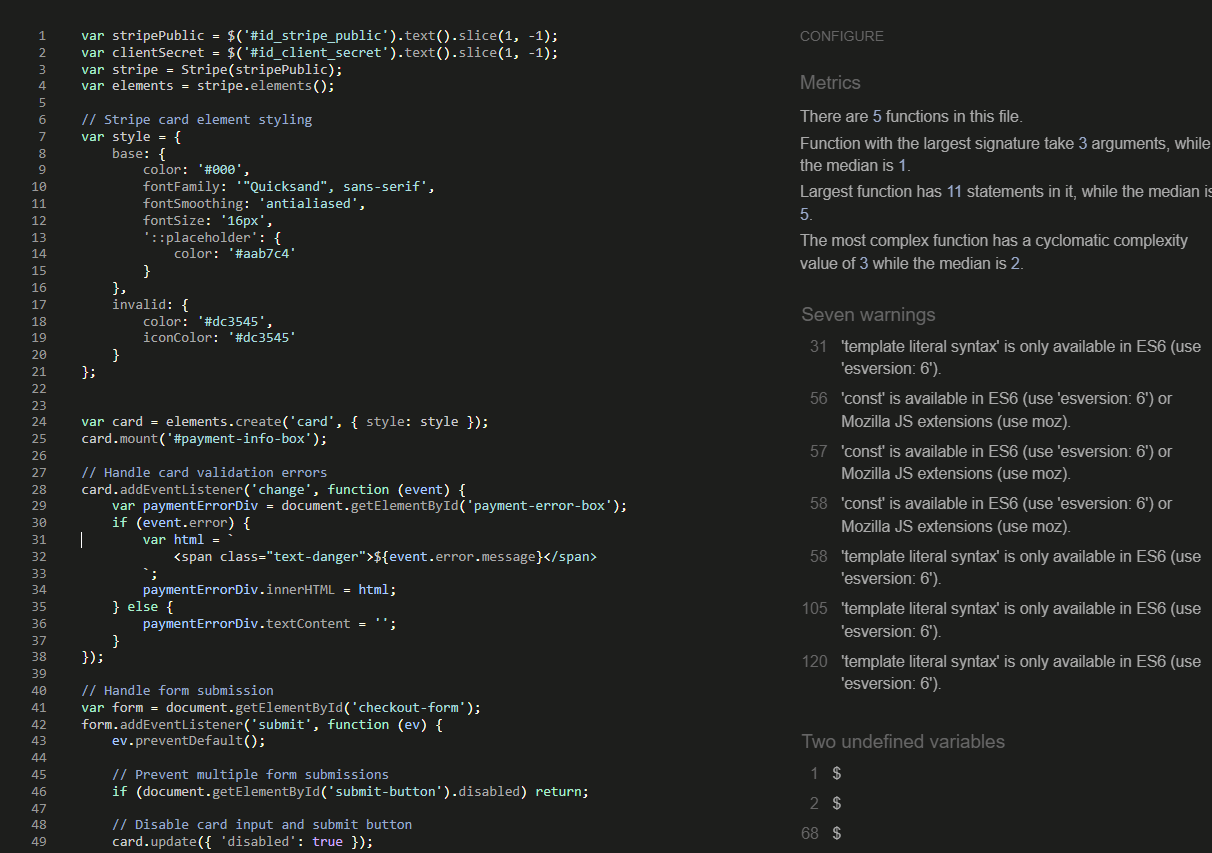 1 var stripePublic = $('#id_stripe_public').text().slice(1, -1);
2 var clientSecret = $('#id_client_secret').text().slice(1, -1);
3 var stripe = Stripe(stripePublic);
4 var elements = stripe.elements();
5
6 // Stripe card element styling
7 var style = {
8 base: {
9 color: '#000',
10 fontFamily: '"Quicksand", sans-serif',
11 fontSmoothing: 'antialiased',
12 fontSize: '16px',
13 '::placeholder': {
14 color: '#aab7c4'
15 }
16 },
17 invalid: {
18 color: '#dc3545',
19 iconColor: '#dc3545'
20 }
21 };
22
23
24 var card = elements.create('card', { style: style });
25 card.mount('#payment-info-box');
26
27 // Handle card validation errors
28 card.addEventListener('change', function (event) {
29 var paymentErrorDiv = document.getElementById('payment-error-box');
30 if (event.error) {
31 var html = `
32 <span class="text-danger">${event.error.message}</span>
33 `;
34 paymentErrorDiv.innerHTML = html;
35 } else {
36 paymentErrorDiv.textContent = '';
37 }
38 });
39
40 // Handle form submission
41 var form = document.getElementById('checkout-form');
42 form.addEventListener('submit', function (ev) {
43 ev.preventDefault();
44
45 // Prevent multiple form submissions
46 if (document.getElementById('submit-button').disabled) return;
47
48 // Disable card input and submit button
49 card.update({ 'disabled': true });
CONFIGURE
Metrics
There are 5 functions in this file.
Function with the largest signature take 3 arguments, while
the median is 1.
Largest function has 11 statements in it, while the median is
5.
The most complex function has a cyclomatic complexity
value of 3 while the median is 2.
Seven warnings
31 'template literal syntax' is only available in ES6 (use
'esversion: 6').
56 'const' is available in ES6 (use 'esversion: 6') or
Mozilla JS extensions (use moz).
57 'const' is available in ES6 (use 'esversion: 6') or
Mozilla JS extensions (use moz).
58 'const' is available in ES6 (use 'esversion: 6') or
Mozilla JS extensions (use moz).
58 'template literal syntax' is only available in ES6 (use
'esversion: 6').
105 'template literal syntax' is only available in ES6 (use
'esversion: 6').
120 'template literal syntax' is only available in ES6 (use
'esversion: 6').
Two undefined variables
1 $
2 $
68 $